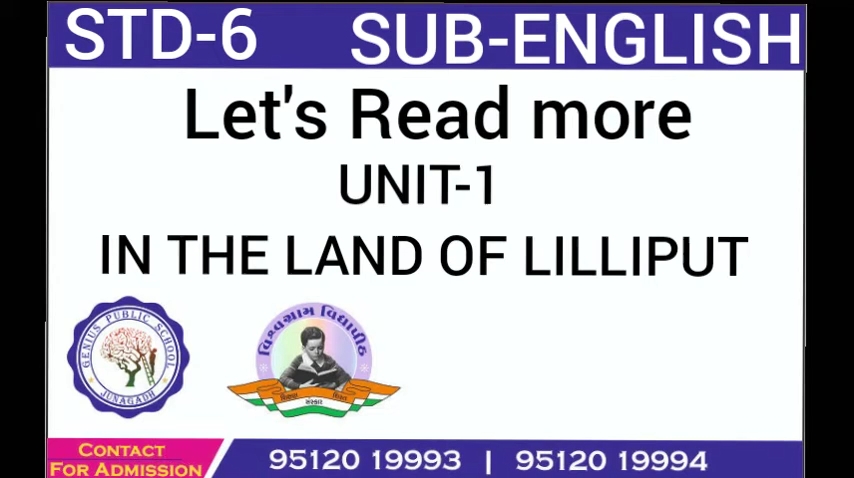 STD-6 SUB-ENGLISH
Let's Read more
UNIT-1
IN THE LAND OF LILLIPUT
GENIUS PUBLIC SCHOOL
JUNAGADH
વિશ્વગ્રામ વિદ્યાપીઠ
સંસ્કાર
CONTACT
FOR ADMISSION
95120 19993 | 95120 19994